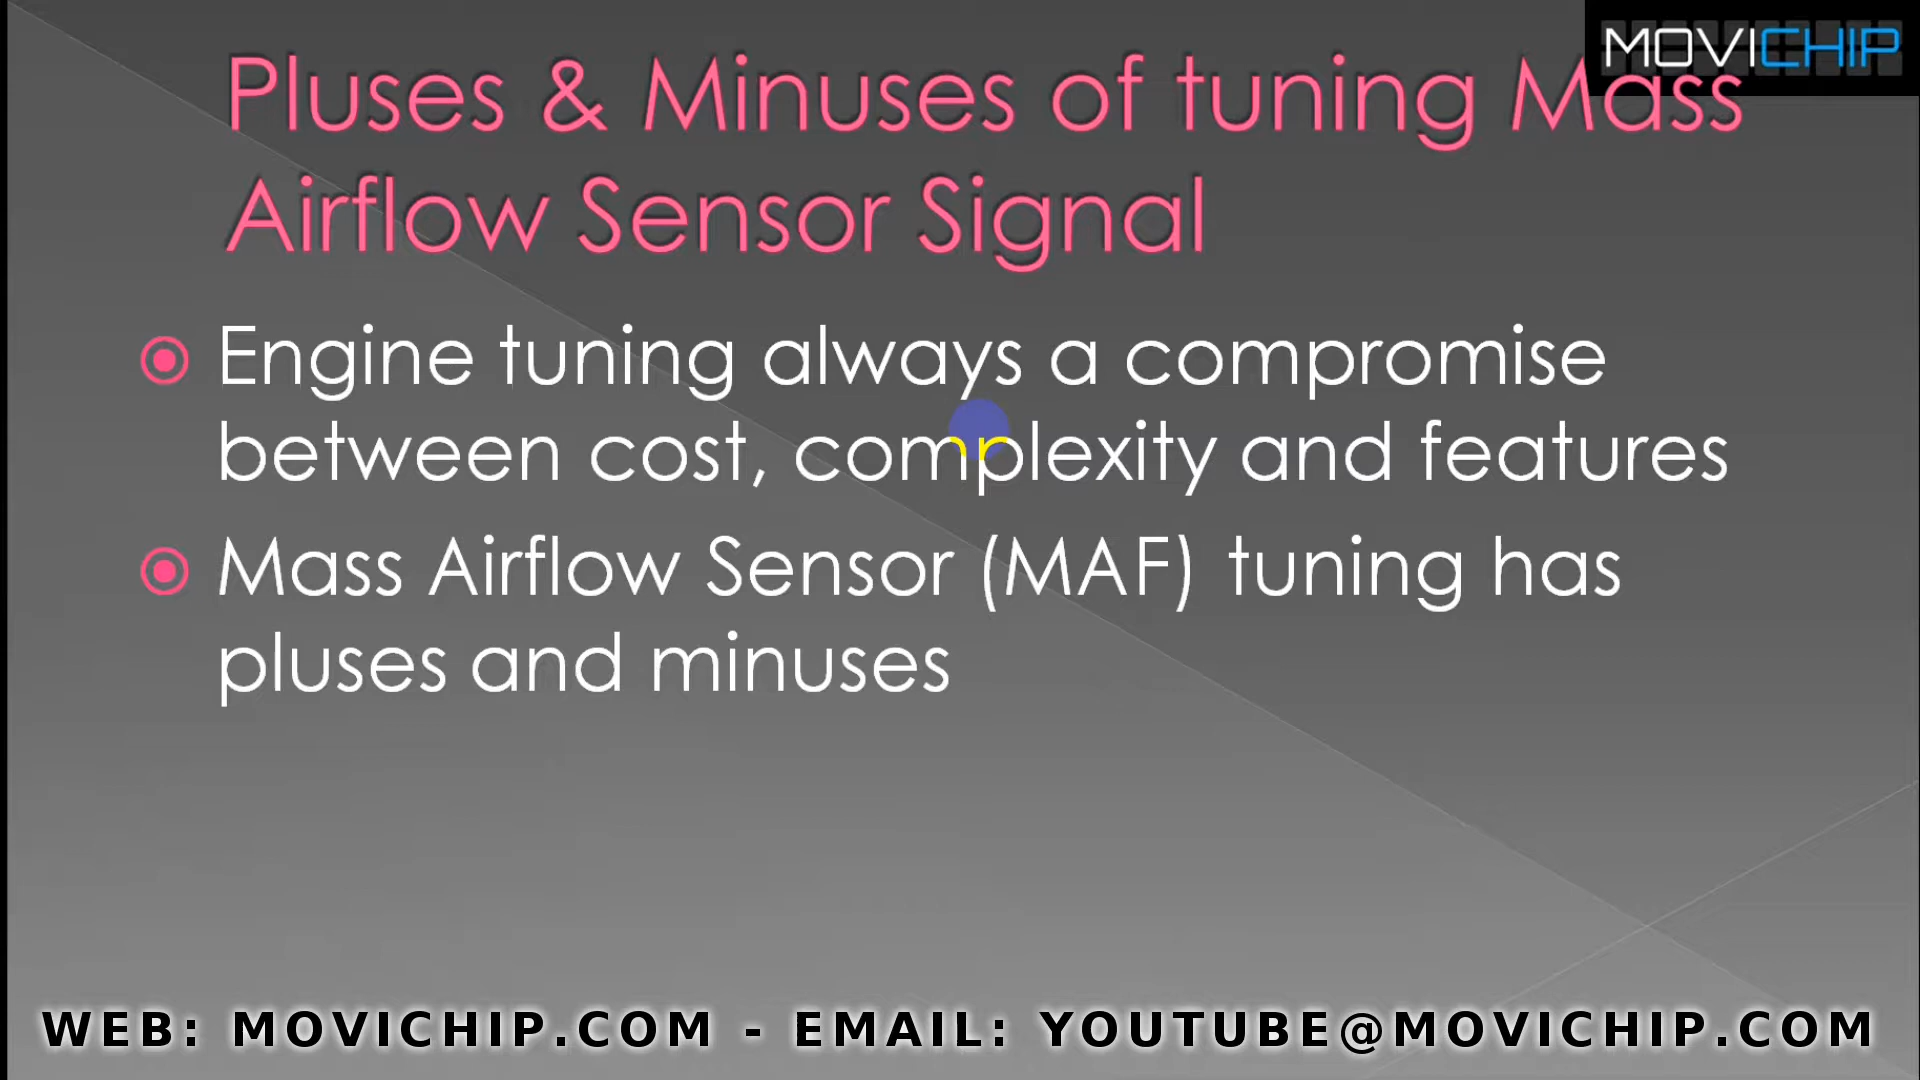 MOVICHIP
Pluses & Minuses of tuning Mass
Airflow Sensor Signal
Engine tuning always a compromise
between cost, complexity and features
Mass Airflow Sensor (MAF) tuning has
pluses and minuses
WEB: MOVICHIP.COM - EMAIL: YOUTUBE@MOVICHIP.COM